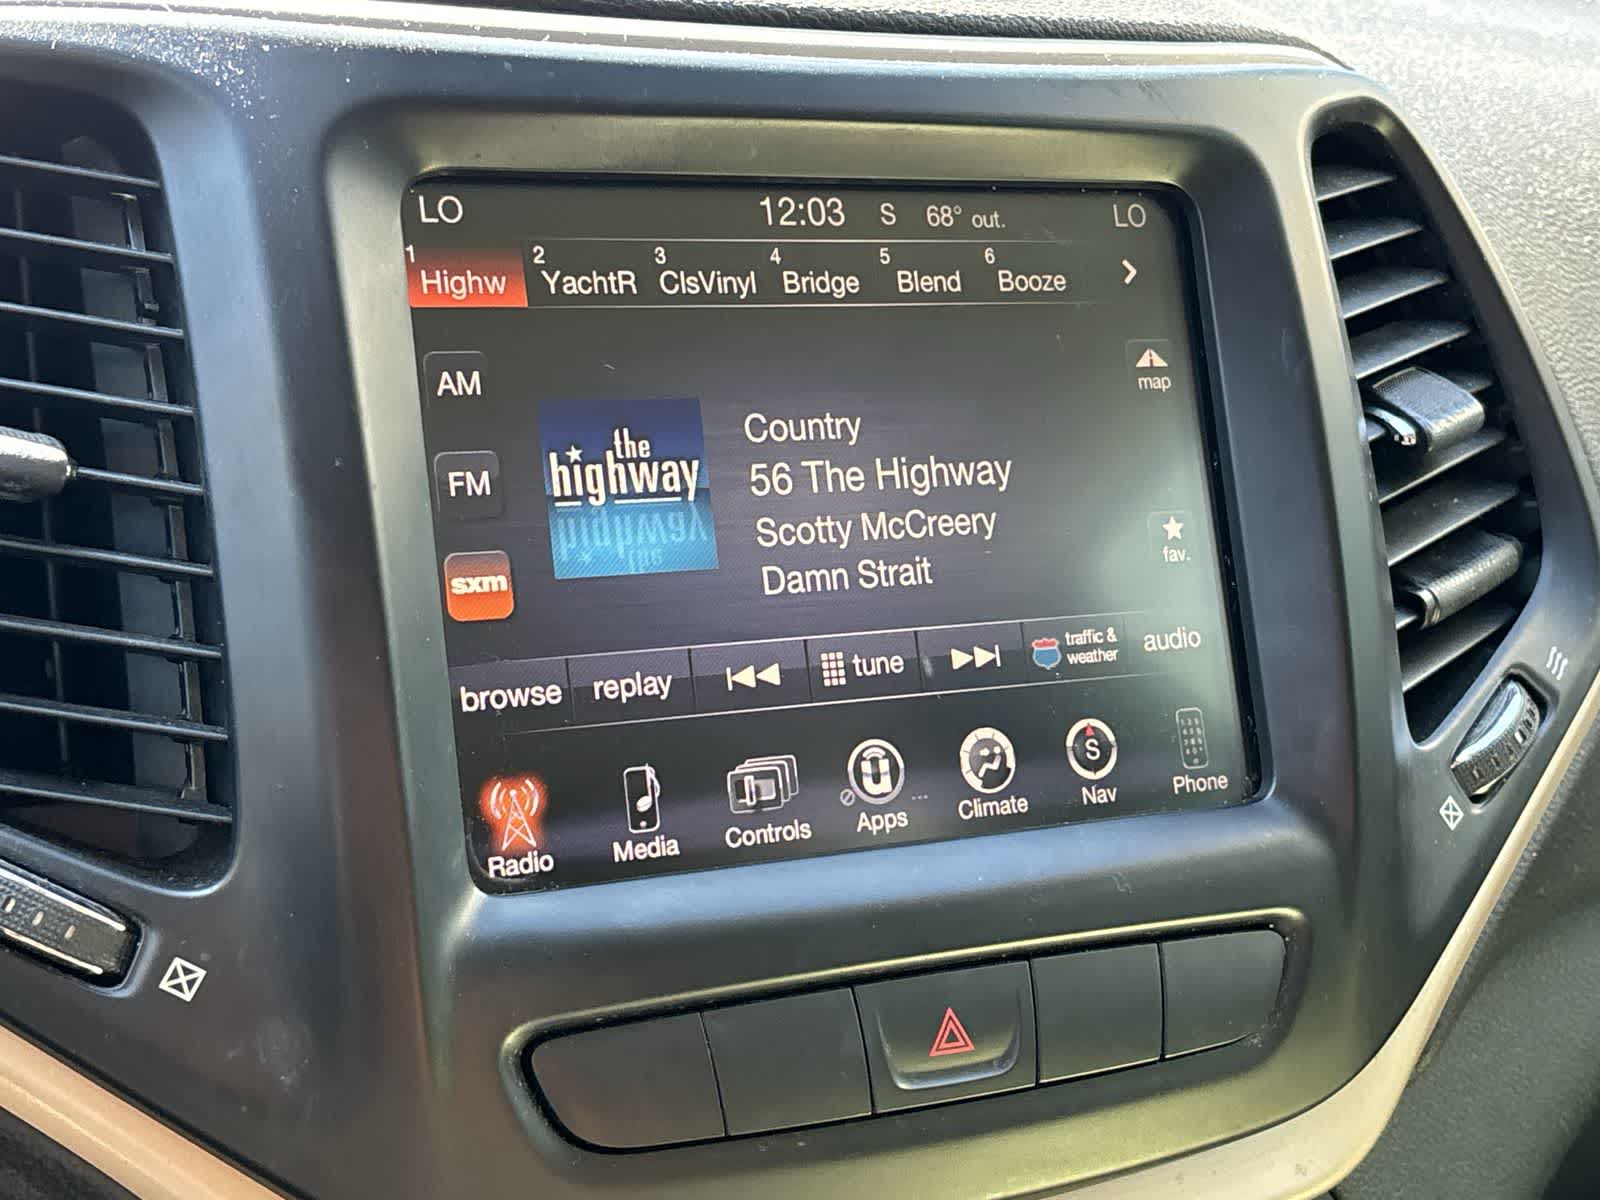 LO 12:03 S 68° out. LO
1 Highw 2 YachtR 3 ClsVinyl 4 Bridge 5 Blend 6 Booze
AM
map
the
highway
Country
56 The Highway
Scotty McCreery
Damn Strait
FM
fav.
sxm
browse replay tune traffic & weather audio
Radio Media Controls Apps Climate S Nav Phone